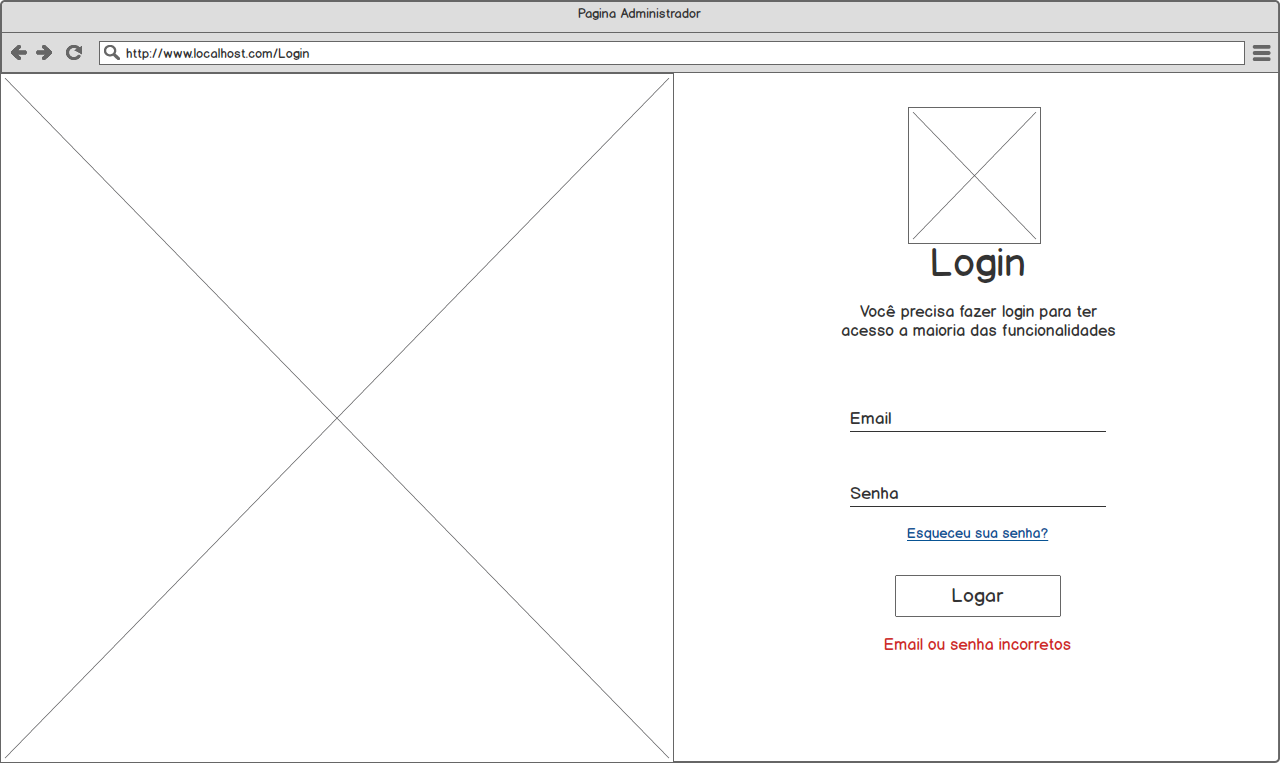 Pagina Administrador
http://www.localhost.com/Login
Login
Você precisa fazer login para ter
acesso a maioria das funcionalidades
Email
Senha
Esqueceu sua senha?
Logar
Email ou senha incorretos